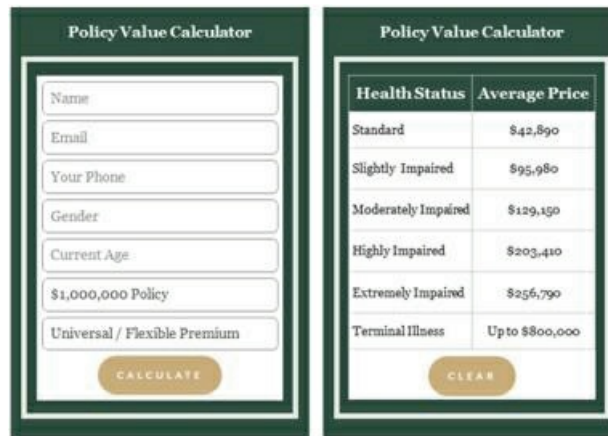 Policy Value Calculator
Name
Email
Your Phone
Gender
Current Age
$1,000,000 Policy
Universal / Flexible Premium
CALCULATE
Policy Value Calculator
Health Status Average Price
Standard $42,890
Slightly Impaired $95,980
Moderately Impaired $129,150
Highly Impaired $203,410
Extremely Impaired $256,790
Terminal Illness Up to $800,000
CLEAR